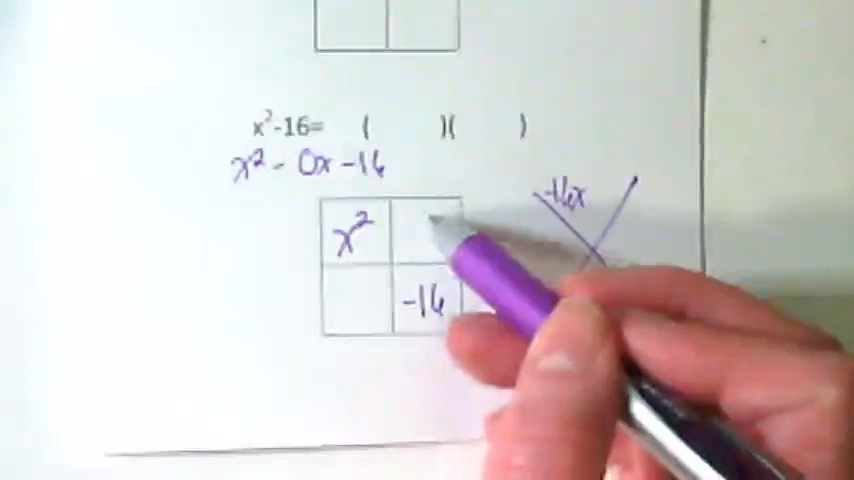 x²-16= ( )( )
x² - 0x - 16
-16x
x²
-16